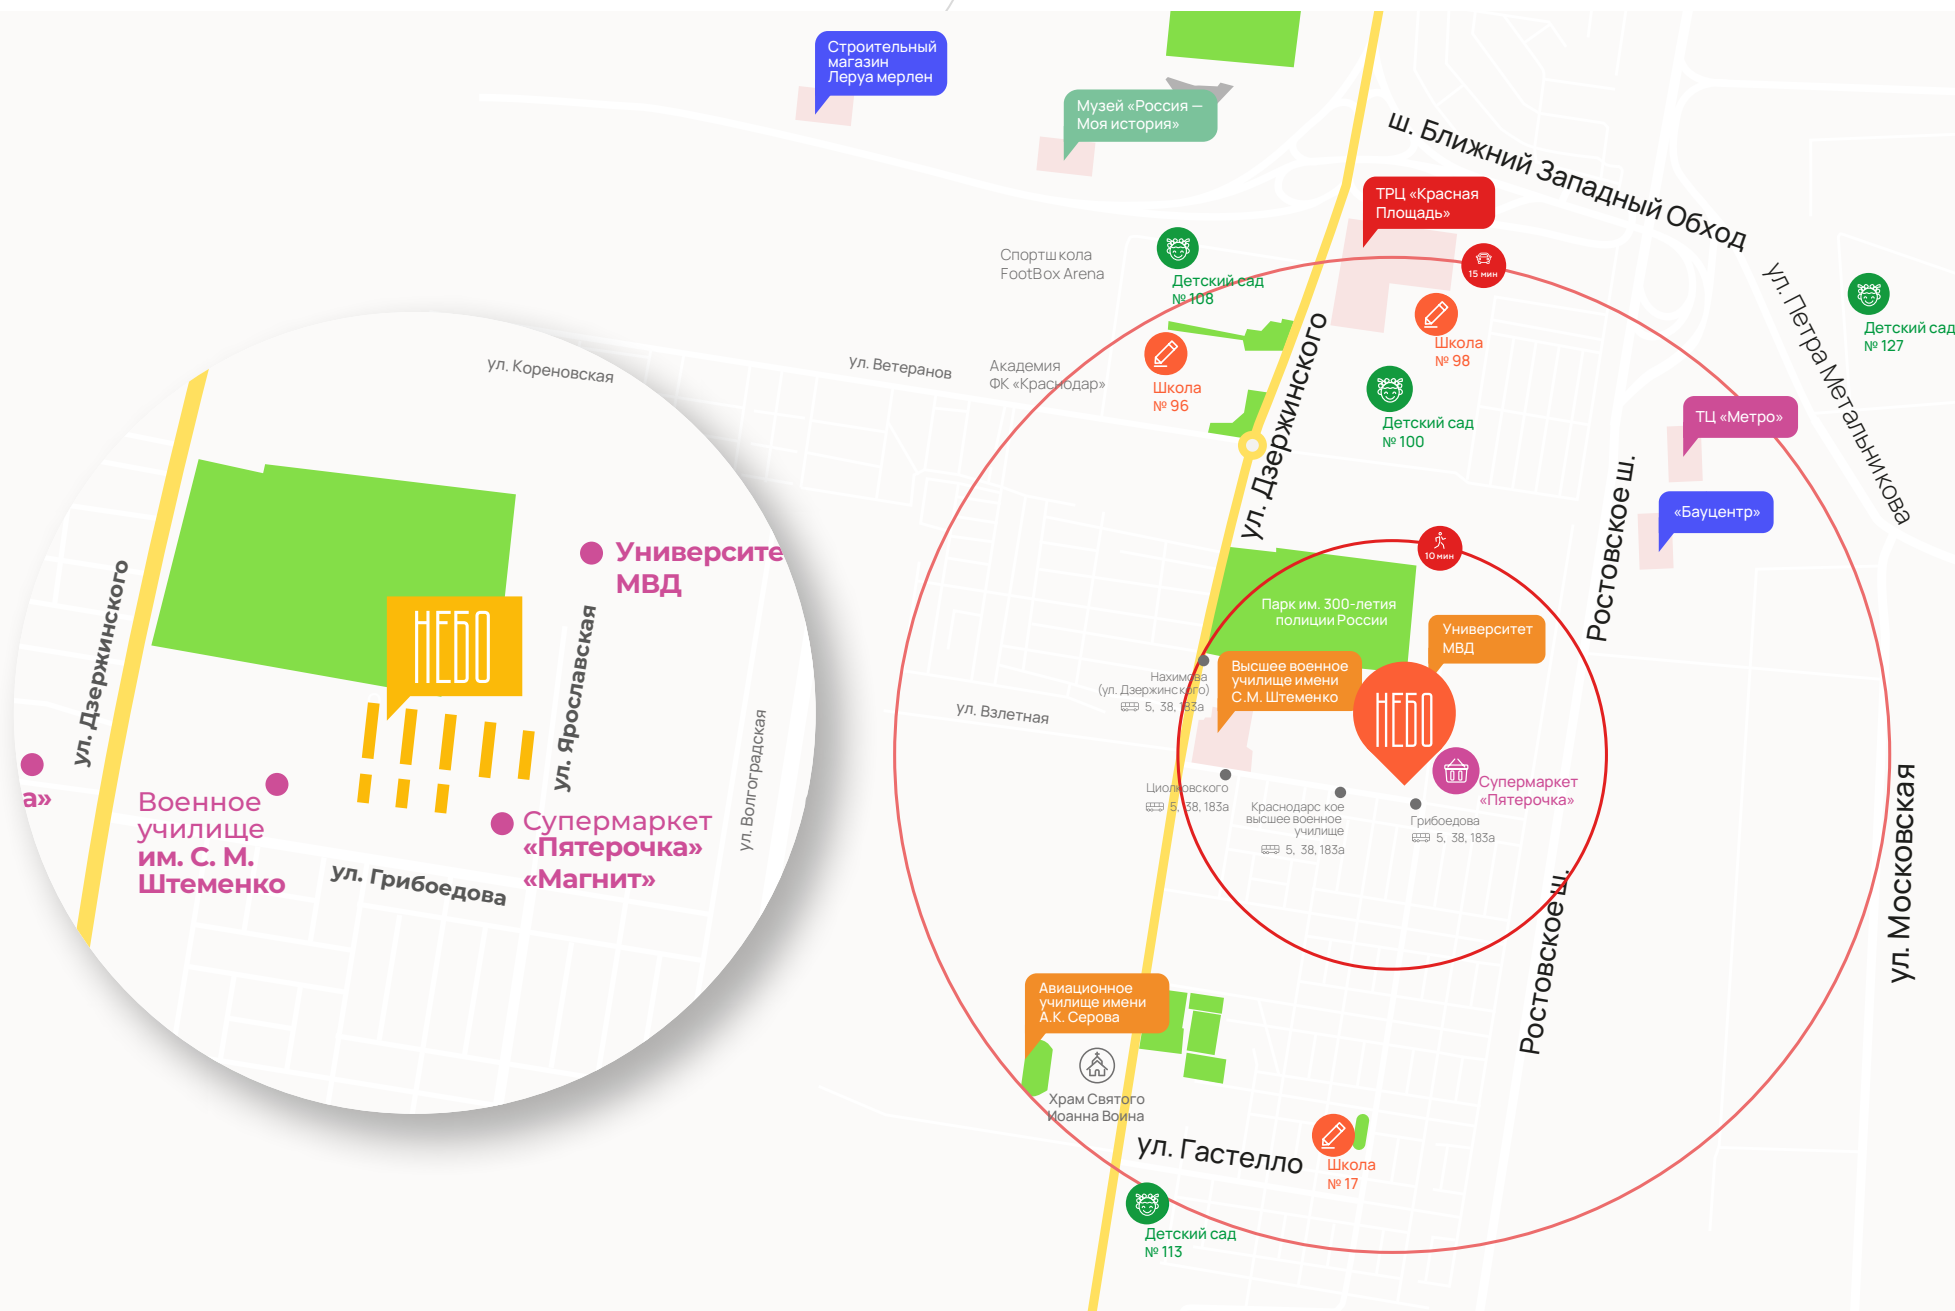 Строительный
магазин
Леруа мерлен
Музей «Россия —
Моя история»
ш. Ближний Западный Обход
ТРЦ «Красная
Площадь»
15 мин
Спортшкола
FootBox Arena
Детский сад
№ 108
Школа
№ 98
ул. Петра Метальникова
Детский сад
№ 127
ул. Кореновская
ул. Ветеранов
Академия
ФК «Краснодар»
Школа
№ 96
ул. Дзержинского
Детский сад
№ 100
ТЦ «Метро»
Ростовское ш.
«Бауцентр»
10 мин
Парк им. 300-летия
полиции России
Университет
МВД
Высшее военное
училище имени
С.М. Штеменко
НЕБО
Нахимова
(ул. Дзержинского)
5, 38, 183а
ул. Взлетная
Супермаркет
«Пятерочка»
Циолковского
5, 38, 183а
Краснодарс кое
высшее военное
училище
5, 38, 183а
Грибоедова
5, 38, 183а
ул. Московская
Ростовское ш.
Авиационное
училище имени
А.К. Серова
Храм Святого
Иоанна Воина
ул. Гастелло
Школа
№ 17
Детский сад
№ 113
Университе
МВД
НЕБО
ул. Дзержинского
ул. Ярославская
ул. Волгоградская
а»
Военное
училище
им. С. М.
Штеменко
Супермаркет
«Пятерочка»
«Магнит»
ул. Грибоедова